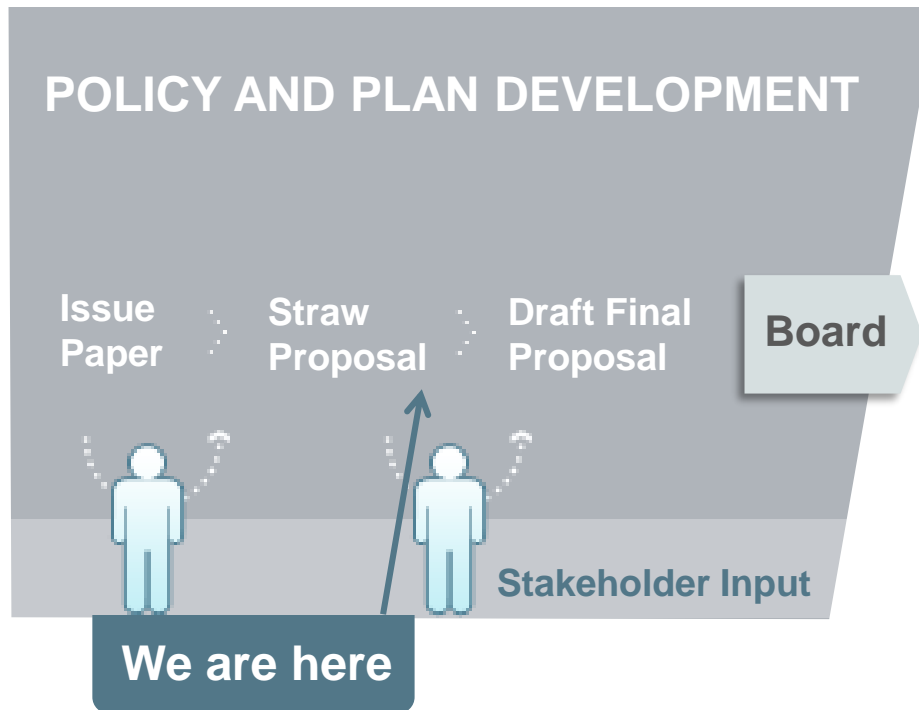 POLICY AND PLAN DEVELOPMENT
Issue
Paper
Straw
Proposal
Draft Final
Proposal
Board
Stakeholder Input
We are here